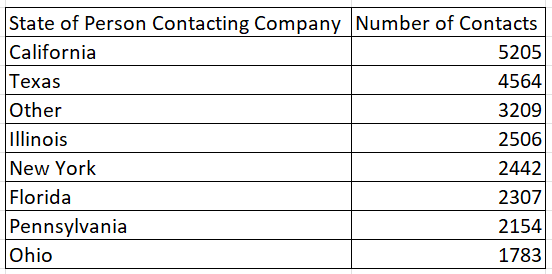 State of Person Contacting Company Number of Contacts
California 5205
Texas 4564
Other 3209
Illinois 2506
New York 2442
Florida 2307
Pennsylvania 2154
Ohio 1783